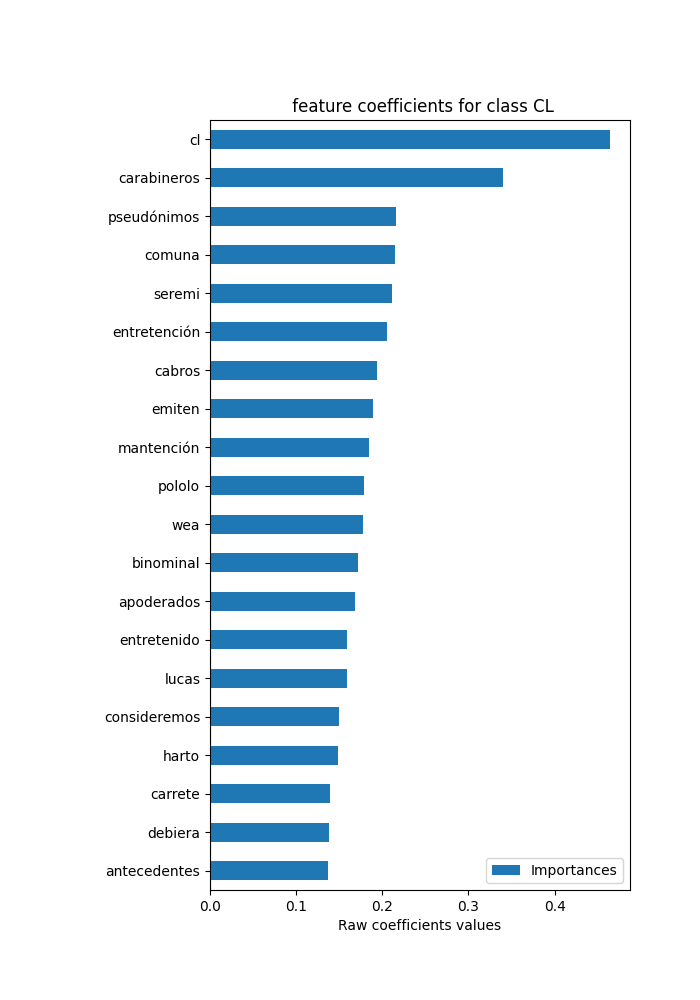 feature coefficients for class CL
cl
carabineros
pseudónimos
comuna
seremi
entretención
cabros
emiten
mantención
pololo
wea
binominal
apoderados
entretenido
lucas
consideremos
harto
carrete
debiera
antecedentes
Importances
0.0 0.1 0.2 0.3 0.4
Raw coefficients values